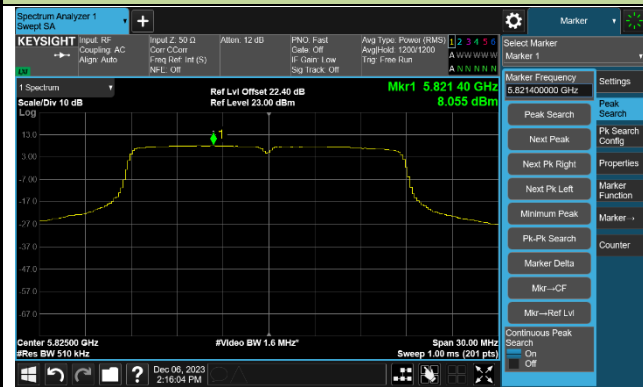 Spectrum Analyzer 1
Swept SA
Marker
KEYSIGHT
Input: RF
Coupling: AC
Align: Auto
Input Z: 50 Ω
Corr CCorr
Freq Ref: Int (S)
NFE: Off
Atten: 12 dB
PNO: Fast
Gate: Off
IF Gain: Low
Sig Track: Off
Avg Type: Power (RMS)
Avg|Hold: 1200/1200
Trig: Free Run
1 2 3 4 5 6
A W W W W W
A N N N N N
LXI
Select Marker
Marker 1
1 Spectrum
Scale/Div 10 dB
Log
Ref Lvl Offset 22.40 dB
Ref Level 23.00 dBm
Mkr1 5.821 40 GHz
8.055 dBm
1
13.0
3.00
-7.00
-17.0
-27.0
-37.0
-47.0
-57.0
-67.0
Center 5.82500 GHz
#Res BW 510 kHz
#Video BW 1.6 MHz*
Span 30.00 MHz
Sweep 1.00 ms (201 pts)
Marker Frequency
5.821400000 GHz
Peak Search
Next Peak
Next Pk Right
Next Pk Left
Minimum Peak
Pk-Pk Search
Marker Delta
Mkr→CF
Mkr→Ref Lvl
Continuous Peak
Search
On
Off
Settings
Peak
Search
Pk Search
Config
Properties
Marker
Function
Marker→
Counter
Dec 06, 2023
2:16:04 PM